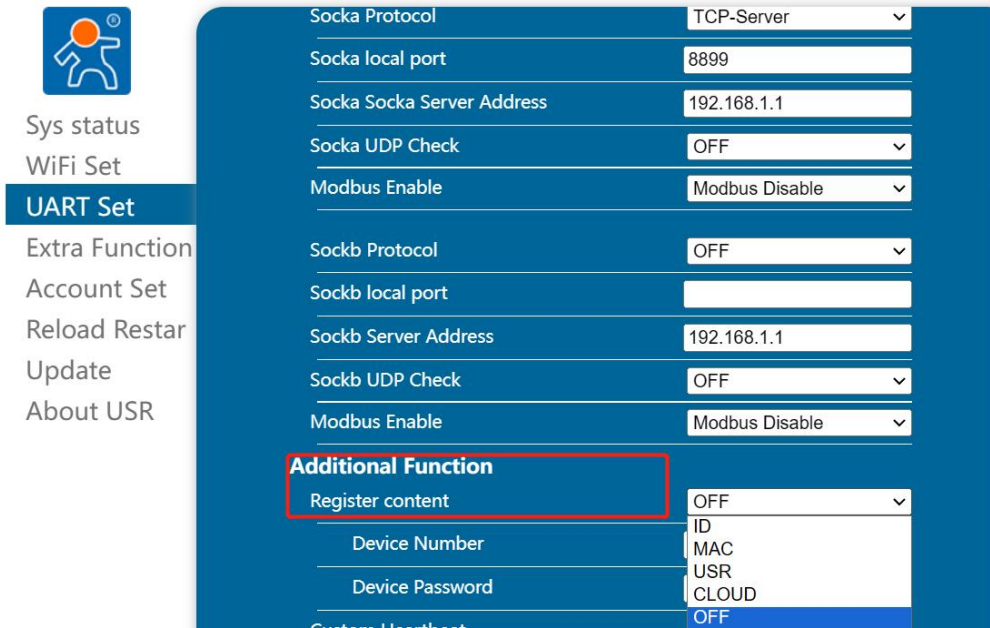 ®
Sys status
WiFi Set
UART Set
Extra Function
Account Set
Reload Restar
Update
About USR
Socka Protocol TCP-Server
Socka local port 8899
Socka Socka Server Address 192.168.1.1
Socka UDP Check OFF
Modbus Enable Modbus Disable
Sockb Protocol OFF
Sockb local port
Sockb Server Address 192.168.1.1
Sockb UDP Check OFF
Modbus Enable Modbus Disable
Additional Function
Register content OFF
ID
Device Number MAC
USR
Device Password CLOUD
OFF
Custom Heartbeat